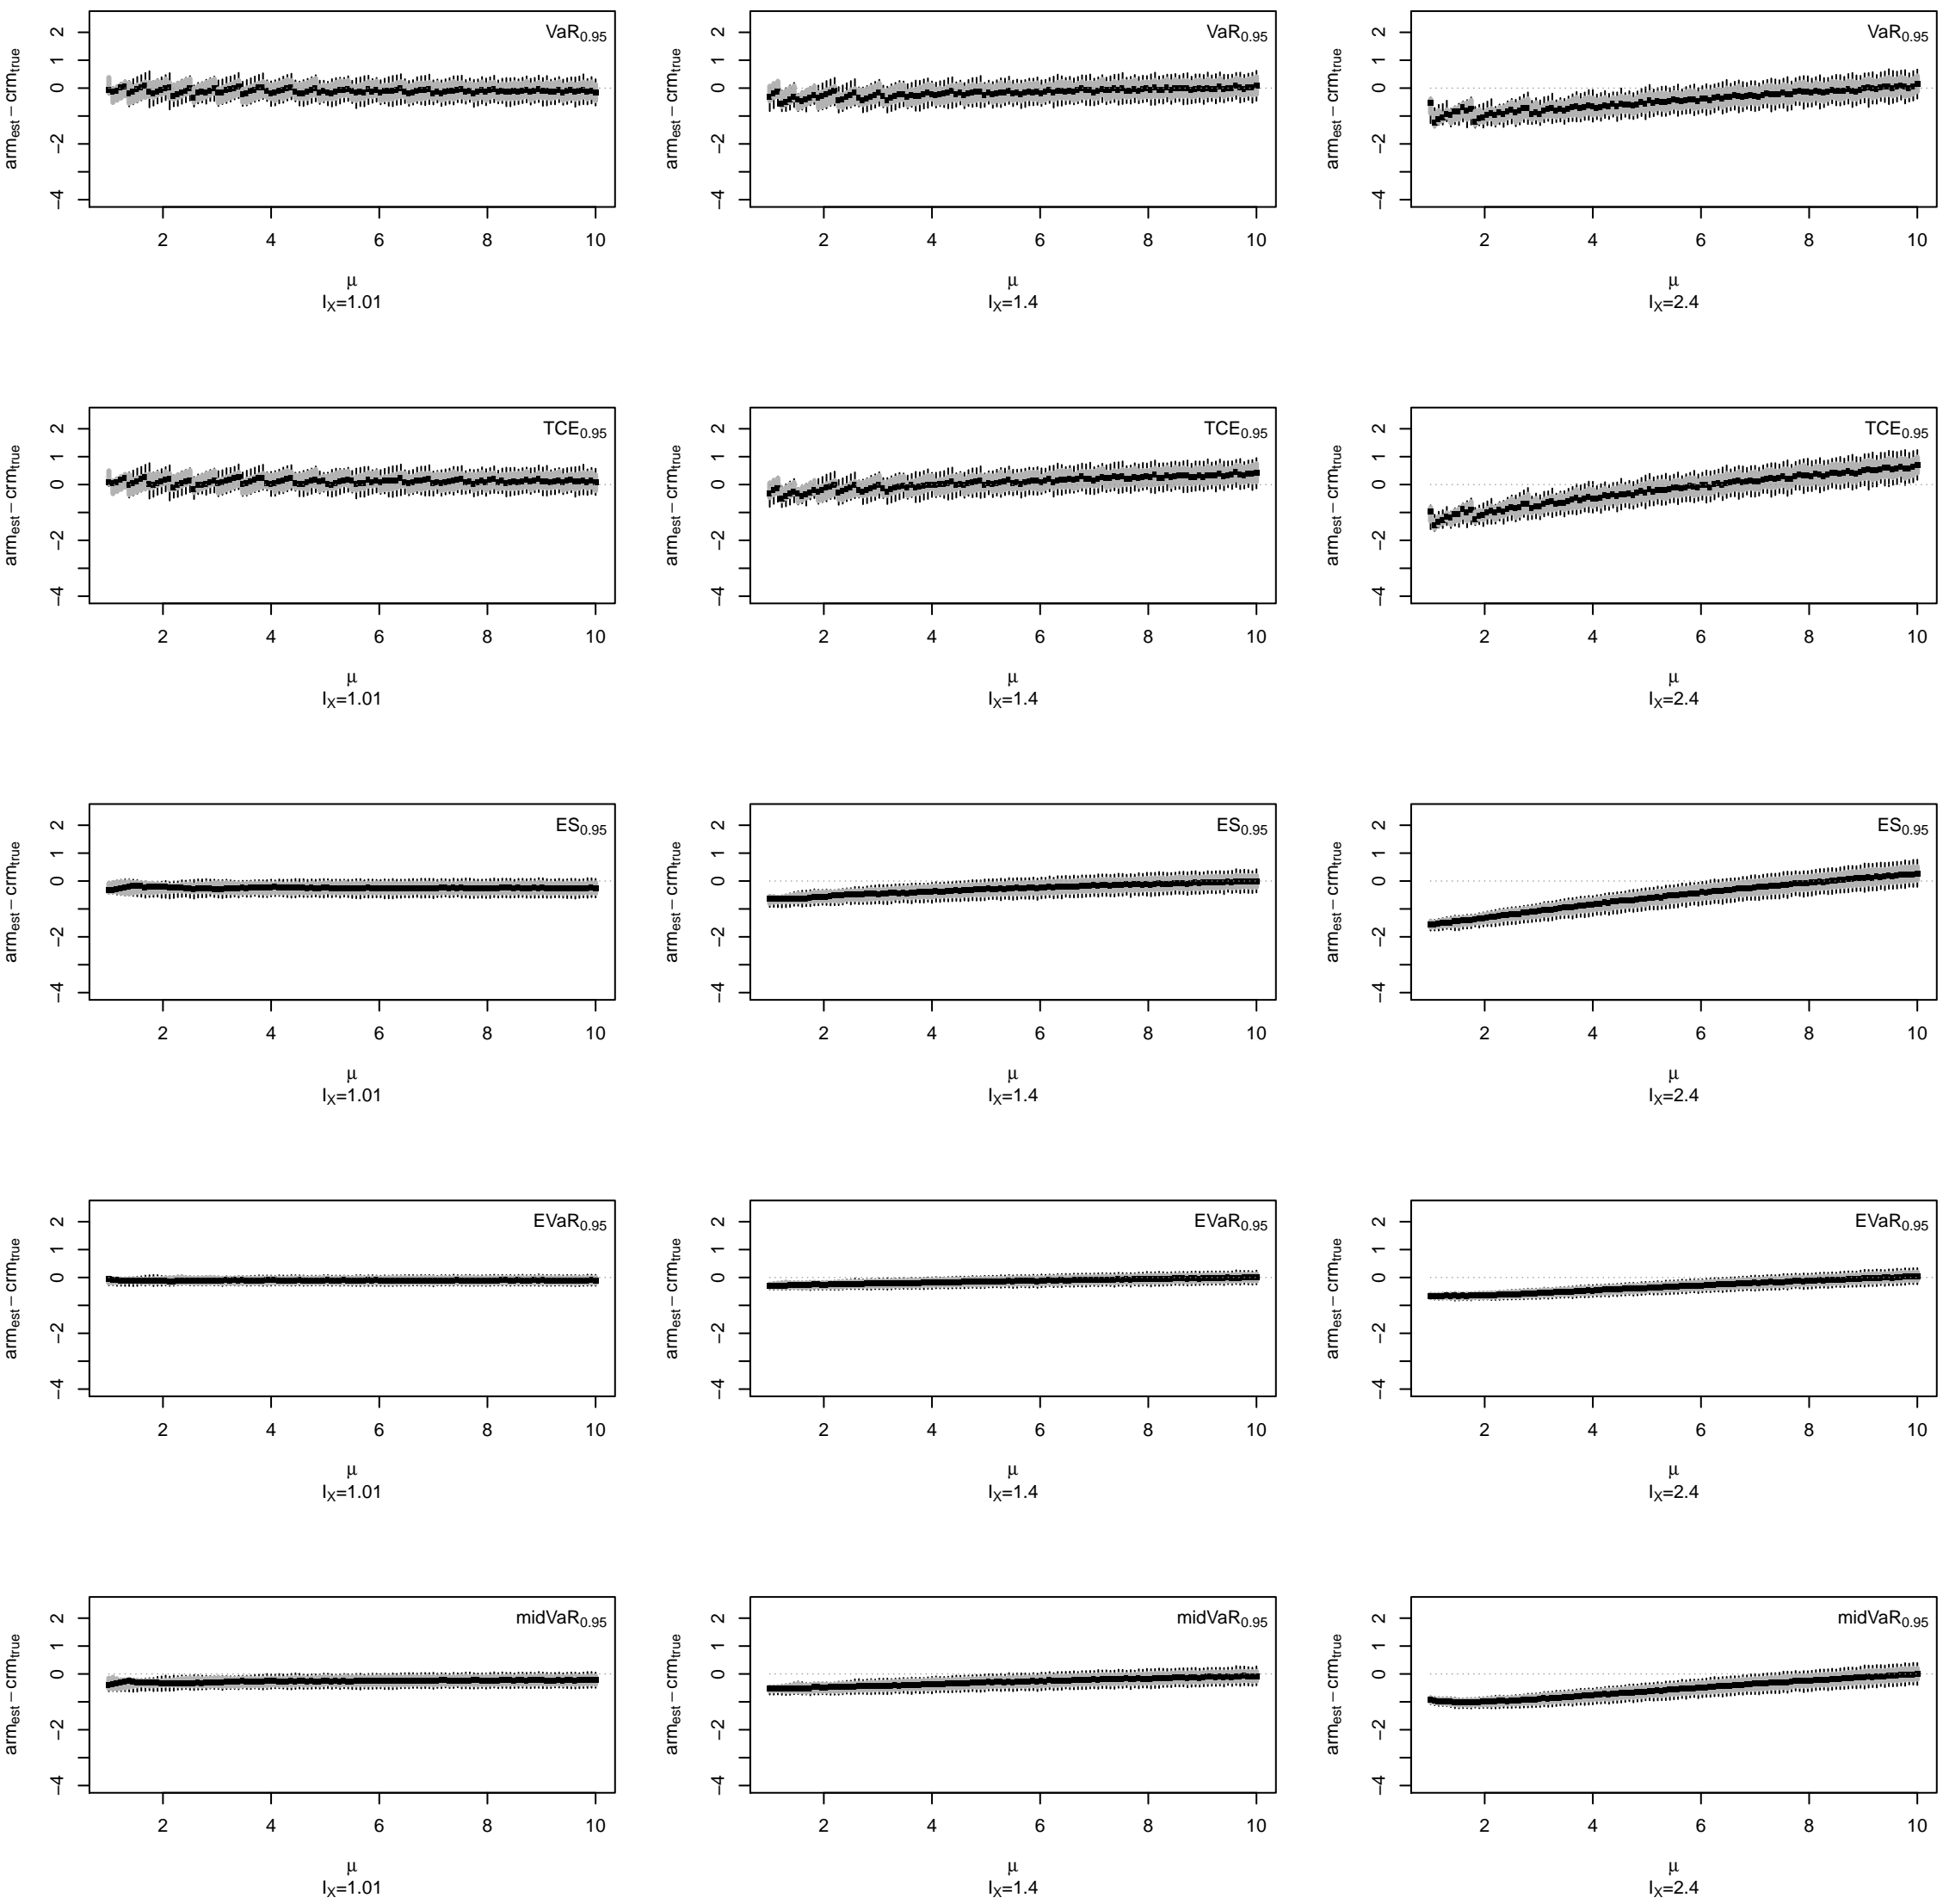 VaR0.95 VaR0.95 VaR0.95
armest−crmtrue armest−crmtrue armest−crmtrue
2 1 0 −2 −4 2 1 0 −2 −4 2 1 0 −2 −4
2 4 6 8 10 2 4 6 8 10 2 4 6 8 10
μ μ μ
IX=1.01 IX=1.4 IX=2.4
TCE0.95 TCE0.95 TCE0.95
armest−crmtrue armest−crmtrue armest−crmtrue
2 1 0 −2 −4 2 1 0 −2 −4 2 1 0 −2 −4
2 4 6 8 10 2 4 6 8 10 2 4 6 8 10
μ μ μ
IX=1.01 IX=1.4 IX=2.4
ES0.95 ES0.95 ES0.95
armest−crmtrue armest−crmtrue armest−crmtrue
2 1 0 −2 −4 2 1 0 −2 −4 2 1 0 −2 −4
2 4 6 8 10 2 4 6 8 10 2 4 6 8 10
μ μ μ
IX=1.01 IX=1.4 IX=2.4
EVaR0.95 EVaR0.95 EVaR0.95
armest−crmtrue armest−crmtrue armest−crmtrue
2 1 0 −2 −4 2 1 0 −2 −4 2 1 0 −2 −4
2 4 6 8 10 2 4 6 8 10 2 4 6 8 10
μ μ μ
IX=1.01 IX=1.4 IX=2.4
midVaR0.95 midVaR0.95 midVaR0.95
armest−crmtrue armest−crmtrue armest−crmtrue
2 1 0 −2 −4 2 1 0 −2 −4 2 1 0 −2 −4
2 4 6 8 10 2 4 6 8 10 2 4 6 8 10
μ μ μ
IX=1.01 IX=1.4 IX=2.4